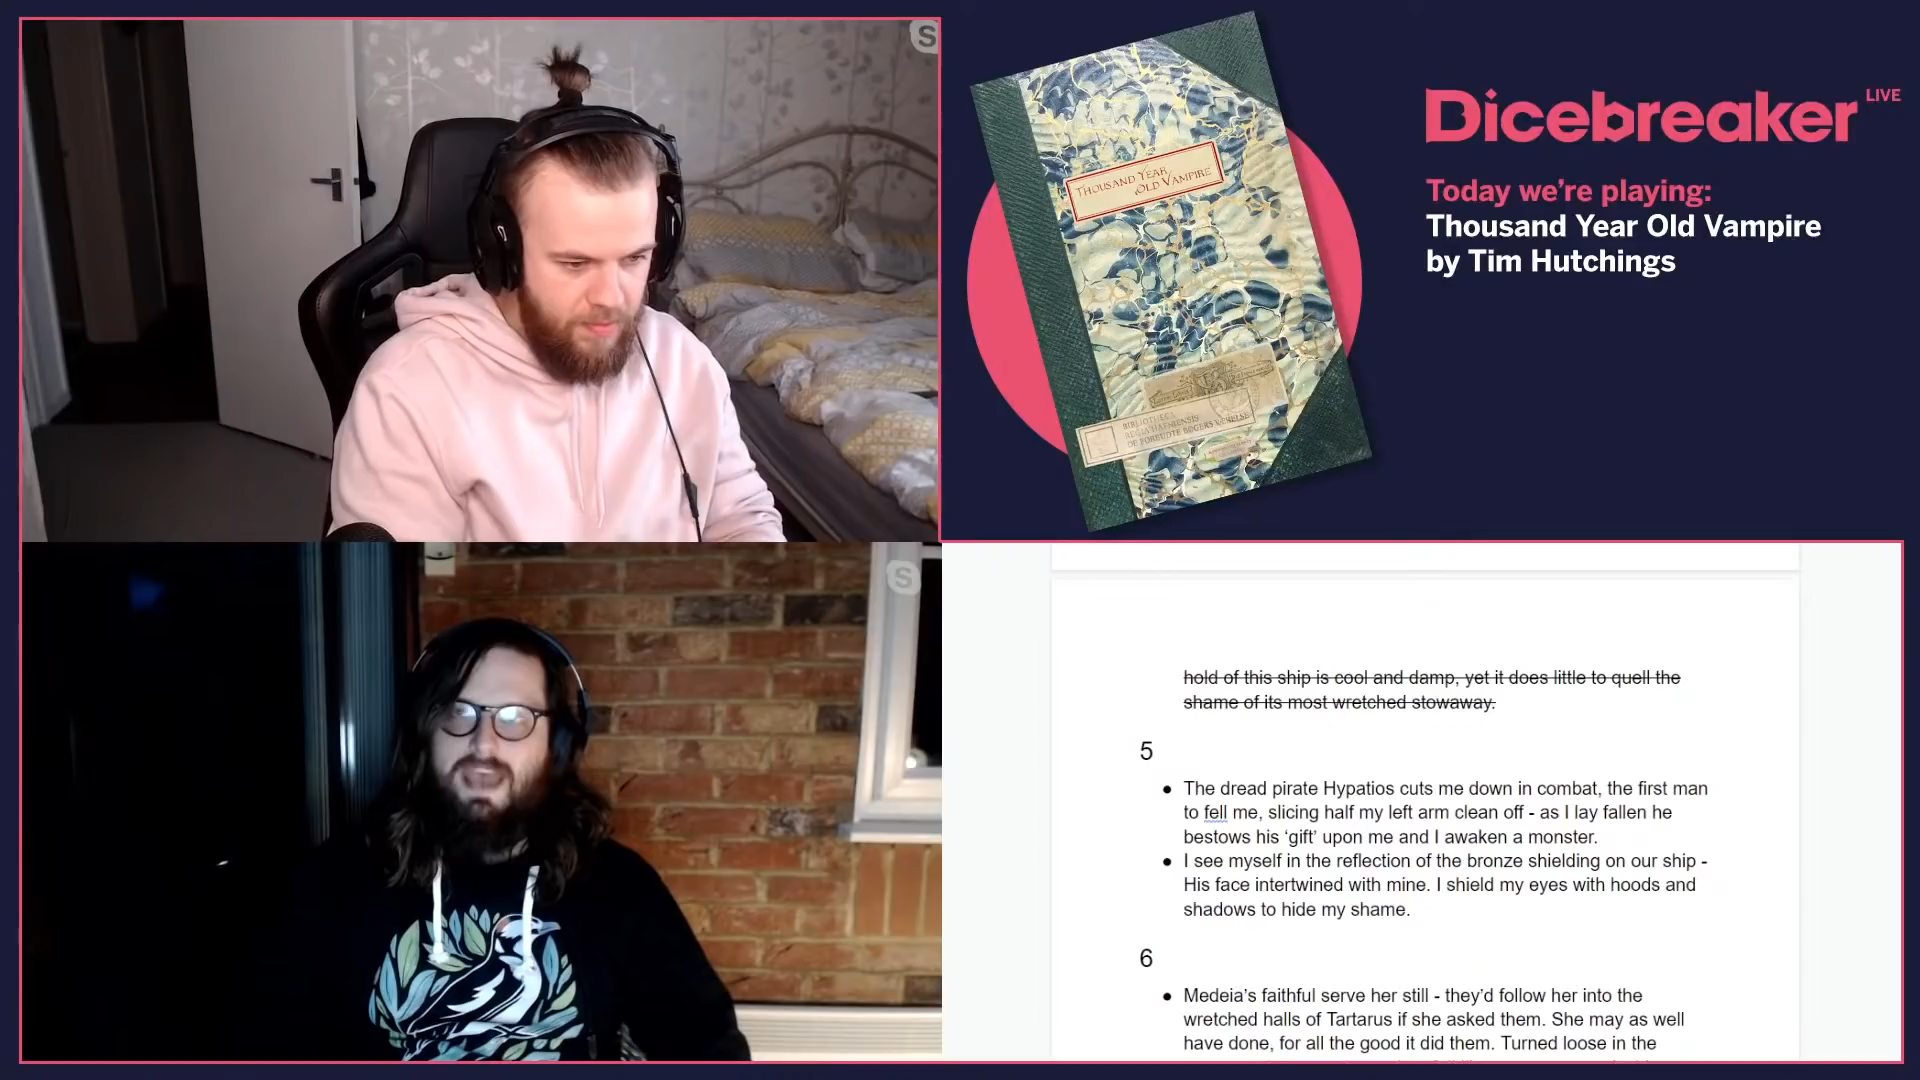 S
THOUSAND YEAR
OLD VAMPIRE
BIBLIOTHECA
REGIA HAFNIENSIS
DE FORBUDTE BOGERS VÆRELSE
Dicebreaker LIVE
Today we're playing:
Thousand Year Old Vampire
by Tim Hutchings
S
hold of this ship is cool and damp, yet it does little to quell the
shame of its most wretched stowaway.
5
● The dread pirate Hypatios cuts me down in combat, the first man
to fell me, slicing half my left arm clean off - as I lay fallen he
bestows his ‘gift’ upon me and I awaken a monster.
● I see myself in the reflection of the bronze shielding on our ship -
His face intertwined with mine. I shield my eyes with hoods and
shadows to hide my shame.
6
● Medeia’s faithful serve her still - they’d follow her into the
wretched halls of Tartarus if she asked them. She may as well
have done, for all the good it did them. Turned loose in the